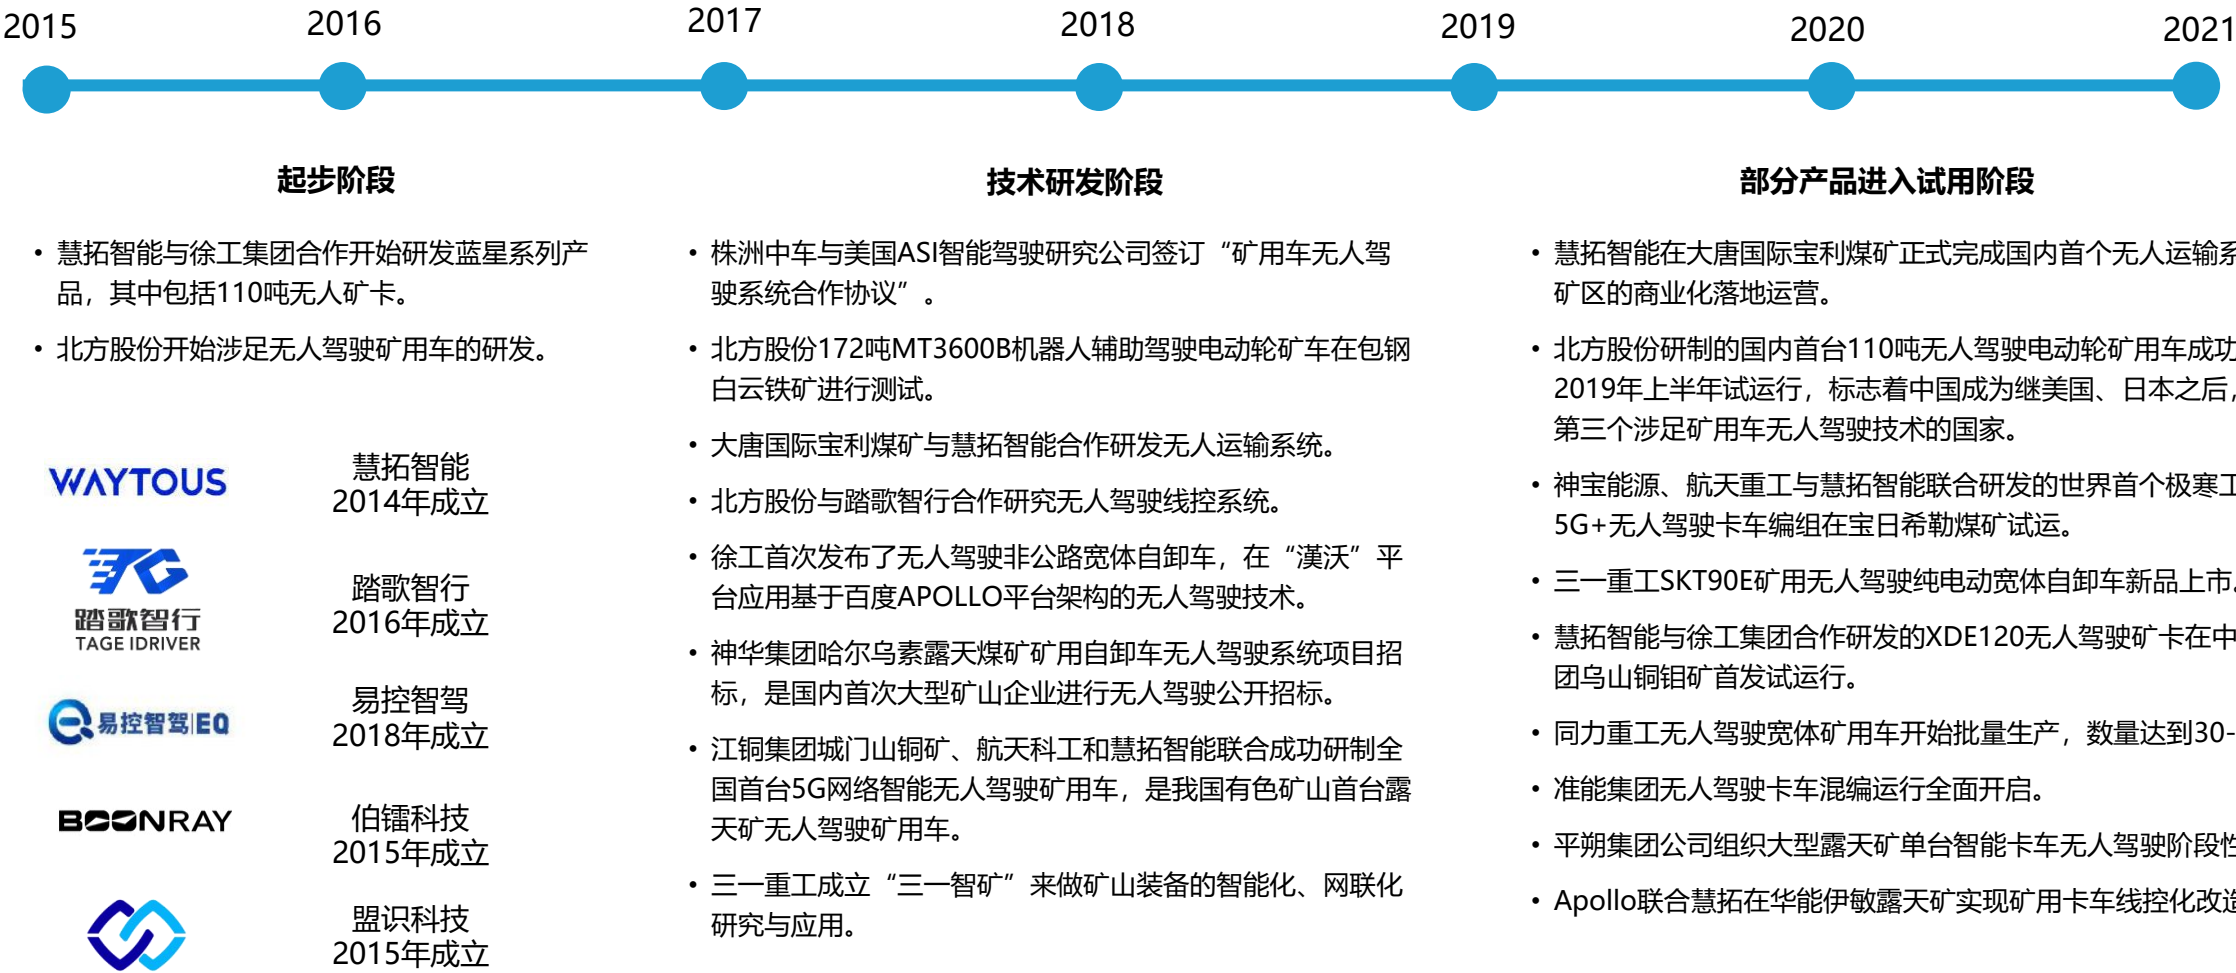 2015
2016
2017
2018
2019
2020
2021
起步阶段
• 慧拓智能与徐工集团合作开始研发蓝星系列产
品，其中包括110吨无人矿卡。
• 北方股份开始涉足无人驾驶矿用车的研发。
WAYTOUS
慧拓智能
2014年成立
TG
踏歌智行
TAGE IDRIVER
踏歌智行
2016年成立
易控智驾|EQ
易控智驾
2018年成立
BOONRAY
伯镭科技
2015年成立
盟识科技
2015年成立
技术研发阶段
• 株洲中车与美国ASI智能驾驶研究公司签订“矿用车无人驾
驶系统合作协议”。
• 北方股份172吨MT3600B机器人辅助驾驶电动轮矿车在包钢
白云铁矿进行测试。
• 大唐国际宝利煤矿与慧拓智能合作研发无人运输系统。
• 北方股份与踏歌智行合作研究无人驾驶线控系统。
• 徐工首次发布了无人驾驶非公路宽体自卸车，在“漢沃”平
台应用基于百度APOLLO平台架构的无人驾驶技术。
• 神华集团哈尔乌素露天煤矿矿用自卸车无人驾驶系统项目招
标，是国内首次大型矿山企业进行无人驾驶公开招标。
• 江铜集团城门山铜矿、航天科工和慧拓智能联合成功研制全
国首台5G网络智能无人驾驶矿用车，是我国有色矿山首台露
天矿无人驾驶矿用车。
• 三一重工成立“三一智矿”来做矿山装备的智能化、网联化
研究与应用。
部分产品进入试用阶段
• 慧拓智能在大唐国际宝利煤矿正式完成国内首个无人运输系
矿区的商业化落地运营。
• 北方股份研制的国内首台110吨无人驾驶电动轮矿用车成功
2019年上半年试运行，标志着中国成为继美国、日本之后，
第三个涉足矿用车无人驾驶技术的国家。
• 神宝能源、航天重工与慧拓智能联合研发的世界首个极寒工
5G+无人驾驶卡车编组在宝日希勒煤矿试运。
• 三一重工SKT90E矿用无人驾驶纯电动宽体自卸车新品上市。
• 慧拓智能与徐工集团合作研发的XDE120无人驾驶矿卡在中
团乌山铜钼矿首发试运行。
• 同力重工无人驾驶宽体矿用车开始批量生产，数量达到30-
• 准能集团无人驾驶卡车混编运行全面开启。
• 平朔集团公司组织大型露天矿单台智能卡车无人驾驶阶段性
• Apollo联合慧拓在华能伊敏露天矿实现矿用卡车线控化改造